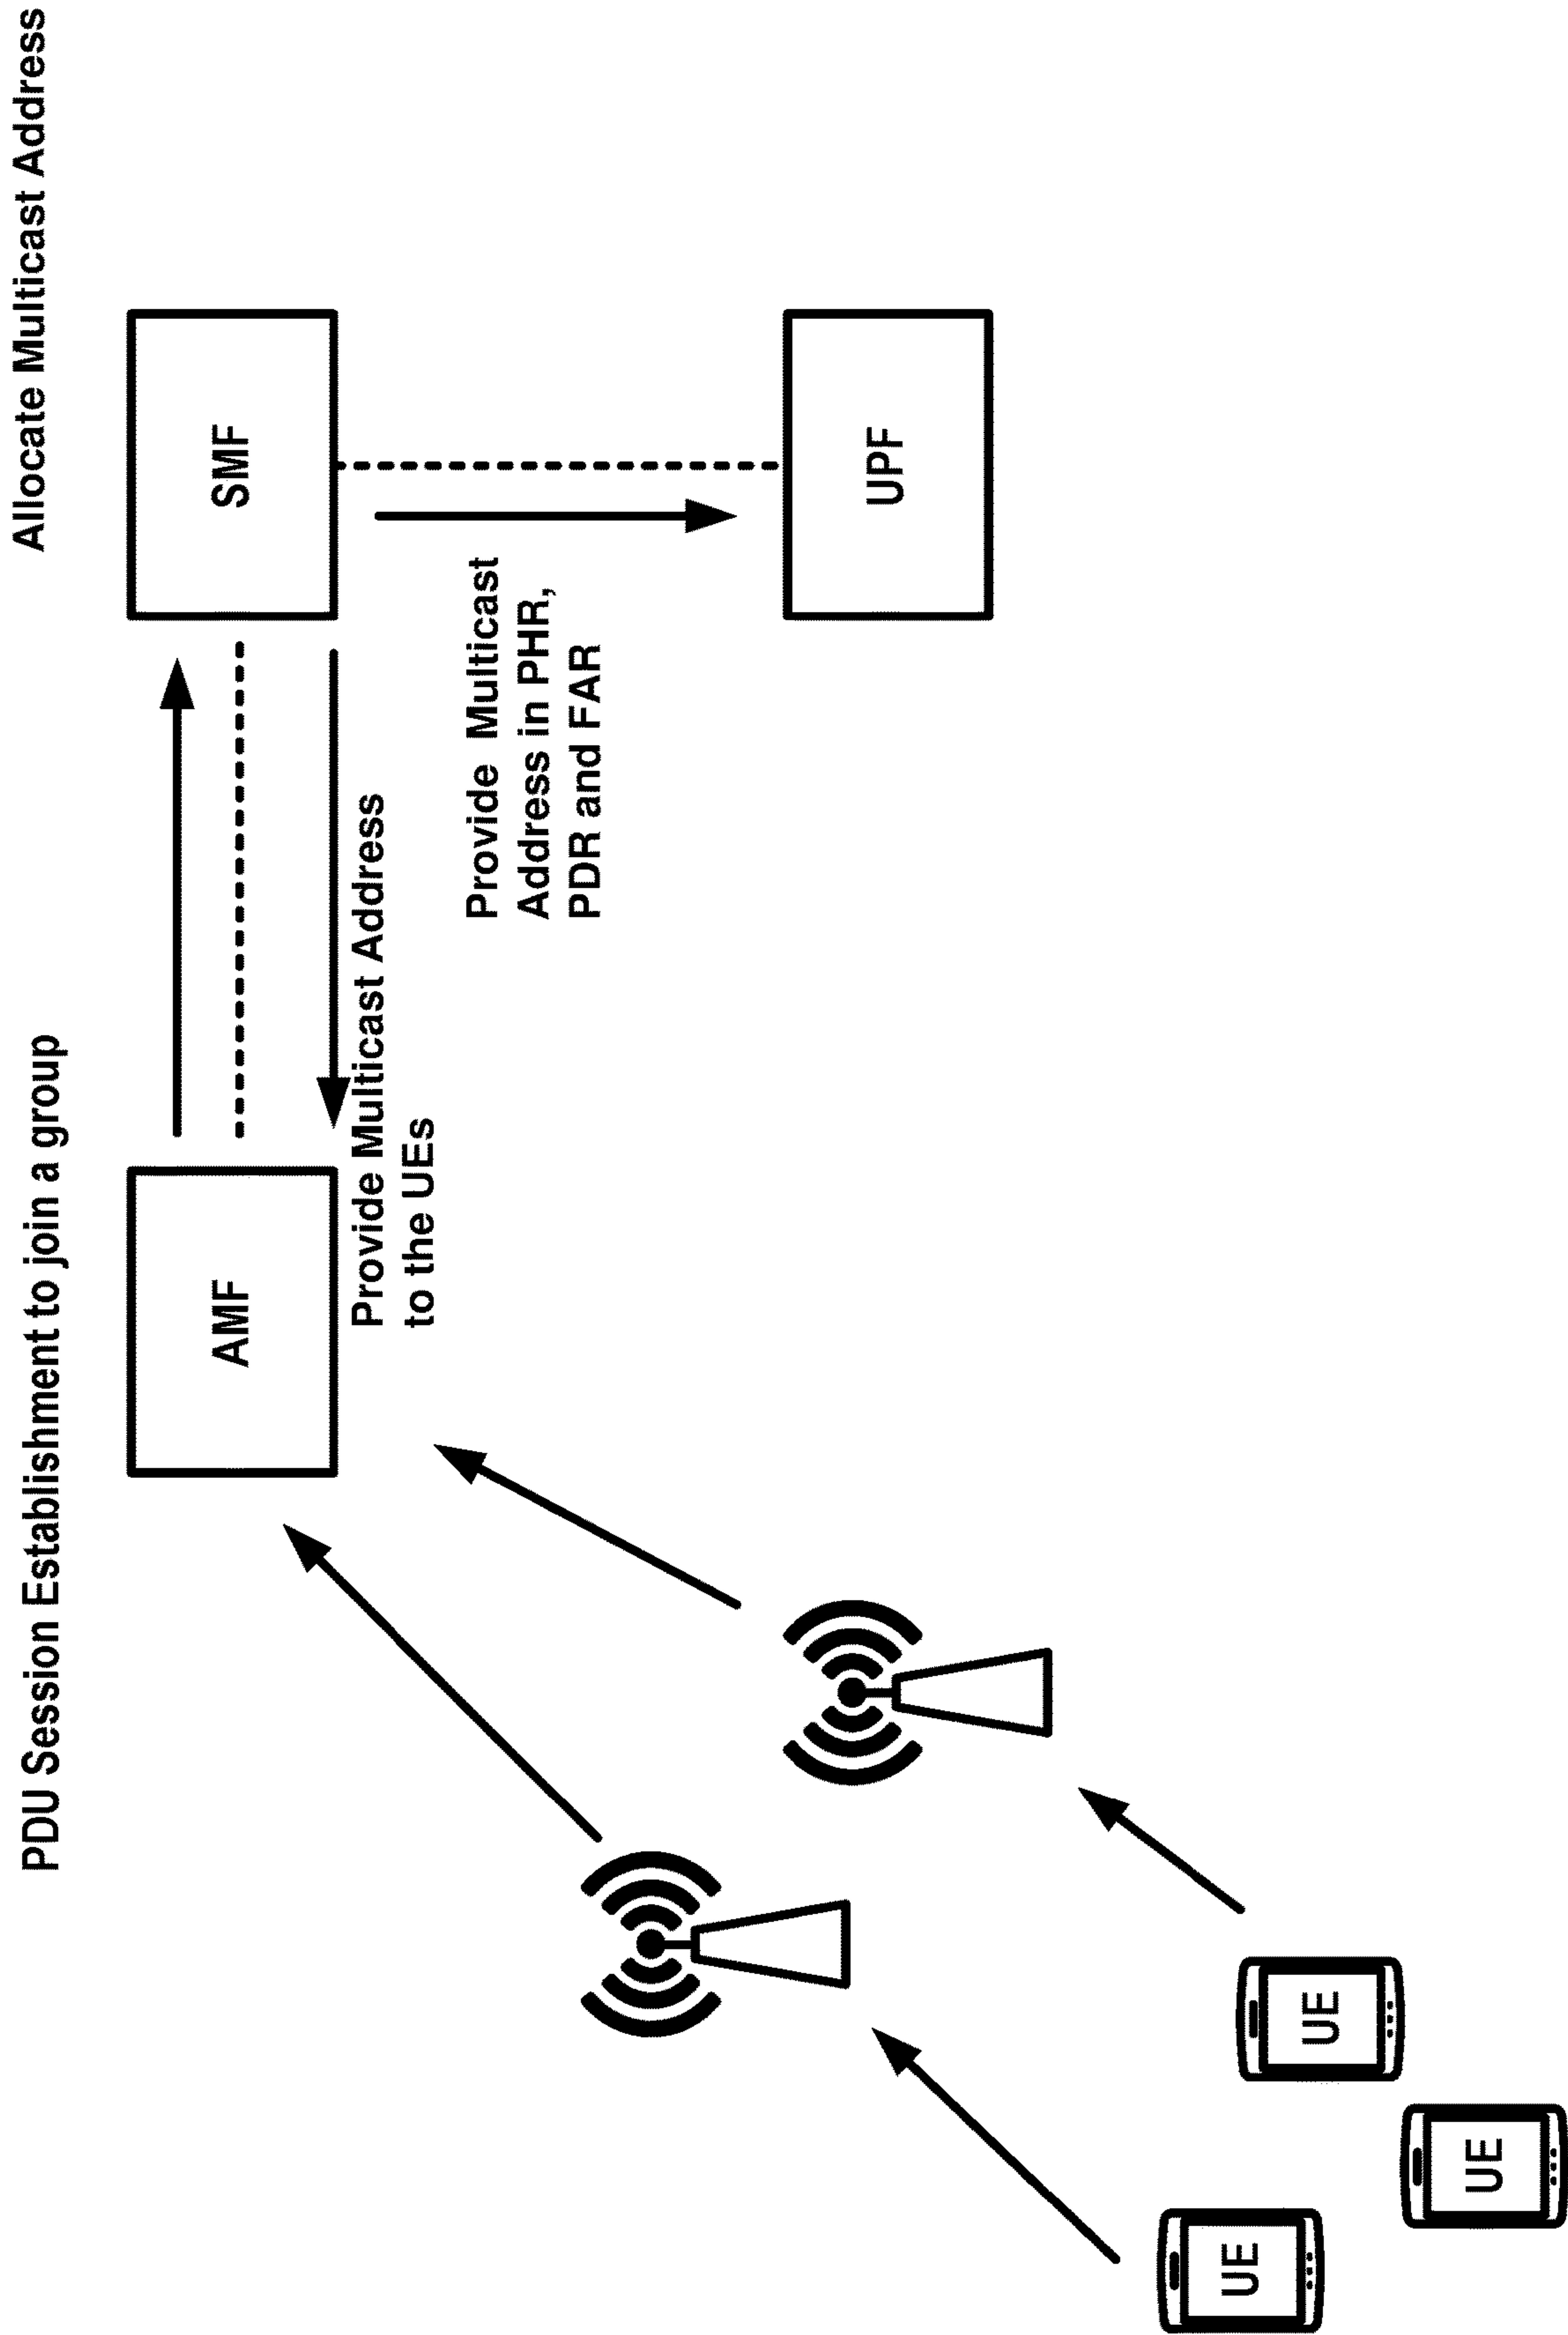 PDU Session Establishment to join a group
Allocate Multicast Address
AMF
SMF
Provide Multicast Address
to the UEs
Provide Multicast
Address in PHR,
PDR and FAR
UPF
UE
UE
UE